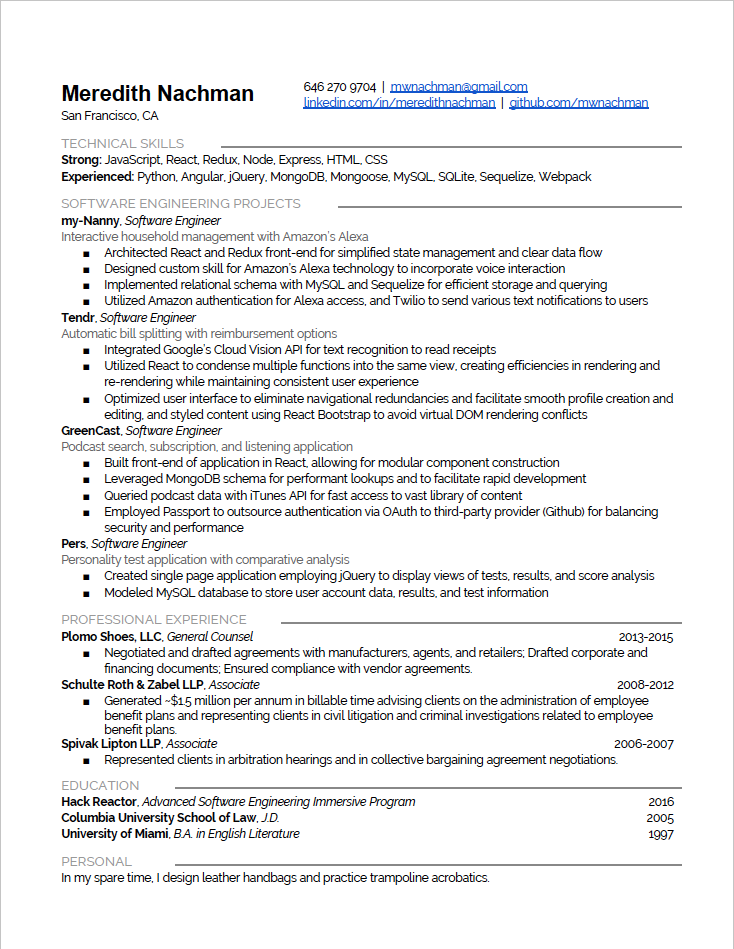 Meredith Nachman
646 270 9704 | mwnachman@gmail.com
linkedin.com/in/meredithnachman | github.com/mwnachman
San Francisco, CA
TECHNICAL SKILLS
Strong: JavaScript, React, Redux, Node, Express, HTML, CSS
Experienced: Python, Angular, jQuery, MongoDB, Mongoose, MySQL, SQLite, Sequelize, Webpack
SOFTWARE ENGINEERING PROJECTS
my-Nanny, Software Engineer
Interactive household management with Amazon's Alexa
■ Architected React and Redux front-end for simplified state management and clear data flow
■ Designed custom skill for Amazon's Alexa technology to incorporate voice interaction
■ Implemented relational schema with MySQL and Sequelize for efficient storage and querying
■ Utilized Amazon authentication for Alexa access, and Twilio to send various text notifications to users
Tendr, Software Engineer
Automatic bill splitting with reimbursement options
■ Integrated Google's Cloud Vision API for text recognition to read receipts
■ Utilized React to condense multiple functions into the same view, creating efficiencies in rendering and
re-rendering while maintaining consistent user experience
■ Optimized user interface to eliminate navigational redundancies and facilitate smooth profile creation and
editing, and styled content using React Bootstrap to avoid virtual DOM rendering conflicts
GreenCast, Software Engineer
Podcast search, subscription, and listening application
■ Built front-end of application in React, allowing for modular component construction
■ Leveraged MongoDB schema for performant lookups and to facilitate rapid development
■ Queried podcast data with iTunes API for fast access to vast library of content
■ Employed Passport to outsource authentication via OAuth to third-party provider (Github) for balancing
security and performance
Pers, Software Engineer
Personality test application with comparative analysis
■ Created single page application employing jQuery to display views of tests, results, and score analysis
■ Modeled MySQL database to store user account data, results, and test information
PROFESSIONAL EXPERIENCE
Plomo Shoes, LLC, General Counsel 2013-2015
■ Negotiated and drafted agreements with manufacturers, agents, and retailers; Drafted corporate and
financing documents; Ensured compliance with vendor agreements.
Schulte Roth & Zabel LLP, Associate 2008-2012
■ Generated ~$1.5 million per annum in billable time advising clients on the administration of employee
benefit plans and representing clients in civil litigation and criminal investigations related to employee
benefit plans.
Spivak Lipton LLP, Associate 2006-2007
■ Represented clients in arbitration hearings and in collective bargaining agreement negotiations.
EDUCATION
Hack Reactor, Advanced Software Engineering Immersive Program 2016
Columbia University School of Law, J.D. 2005
University of Miami, B.A. in English Literature 1997
PERSONAL
In my spare time, I design leather handbags and practice trampoline acrobatics.